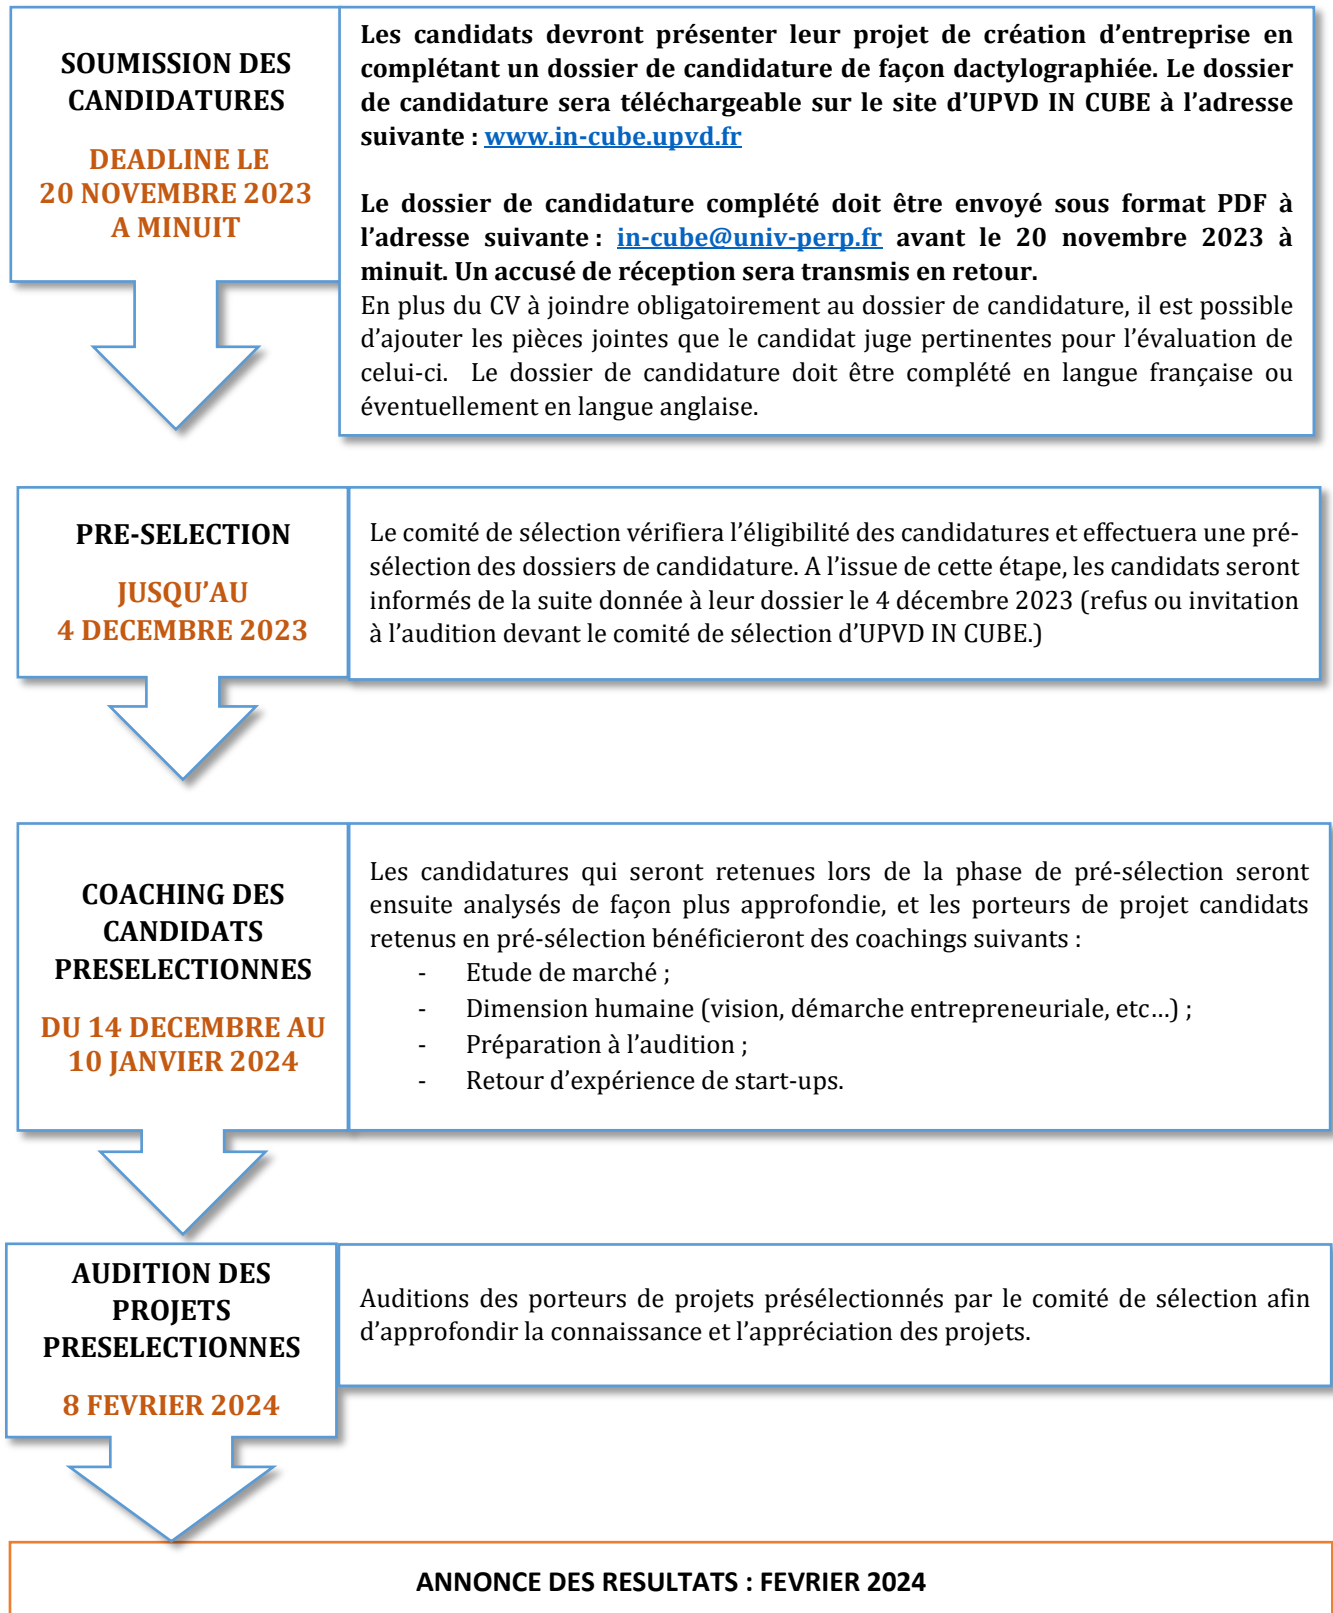 SOUMISSION DES
CANDIDATURES
DEADLINE LE
20 NOVEMBRE 2023
A MINUIT
Les candidats devront présenter leur projet de création d’entreprise en
complétant un dossier de candidature de façon dactylographiée. Le dossier
de candidature sera téléchargeable sur le site d’UPVD IN CUBE à l’adresse
suivante : www.in-cube.upvd.fr
Le dossier de candidature complété doit être envoyé sous format PDF à
l’adresse suivante : in-cube@univ-perp.fr avant le 20 novembre 2023 à
minuit. Un accusé de réception sera transmis en retour.
En plus du CV à joindre obligatoirement au dossier de candidature, il est possible
d’ajouter les pièces jointes que le candidat juge pertinentes pour l’évaluation de
celui-ci. Le dossier de candidature doit être complété en langue française ou
éventuellement en langue anglaise.
PRE-SELECTION
JUSQU’AU
4 DECEMBRE 2023
Le comité de sélection vérifiera l’éligibilité des candidatures et effectuera une pré-
sélection des dossiers de candidature. A l’issue de cette étape, les candidats seront
informés de la suite donnée à leur dossier le 4 décembre 2023 (refus ou invitation
à l’audition devant le comité de sélection d’UPVD IN CUBE.)
COACHING DES
CANDIDATS
PRESELECTIONNES
DU 14 DECEMBRE AU
10 JANVIER 2024
Les candidatures qui seront retenues lors de la phase de pré-sélection seront
ensuite analysés de façon plus approfondie, et les porteurs de projet candidats
retenus en pré-sélection bénéficieront des coachings suivants :
- Etude de marché ;
- Dimension humaine (vision, démarche entrepreneuriale, etc…) ;
- Préparation à l’audition ;
- Retour d’expérience de start-ups.
AUDITION DES
PROJETS
PRESELECTIONNES
8 FEVRIER 2024
Auditions des porteurs de projets présélectionnés par le comité de sélection afin
d’approfondir la connaissance et l’appréciation des projets.
ANNONCE DES RESULTATS : FEVRIER 2024